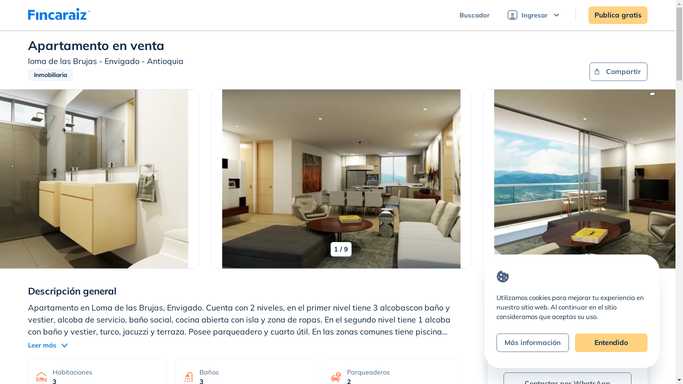 Fincaraiz
Buscador
Ingresar
Publica gratis
Apartamento en venta
loma de las Brujas - Envigado - Antioquia
Inmobiliaria
Compartir
1 / 9
Descripción general
Apartamento en Loma de las Brujas, Envigado. Cuenta con 2 niveles, en el primer nivel tiene 3 alcobascon baño y
vestier, alcoba de servicio, baño social, cocina abierta con isla y zona de ropas. En el segundo nivel tiene 1 alcoba
con baño y vestier, turco, jacuzzi y terraza. Posee parqueadero y cuarto útil. En las zonas comunes tiene piscina...
Leer más
Habitaciones
3
Baños
3
Parqueaderos
2
Utilizamos cookies para mejorar tu experiencia en
nuestro sitio web. Al continuar en el sitio
consideramos que aceptas su uso.
Más información
Entendido
Contactar por WhatsApp